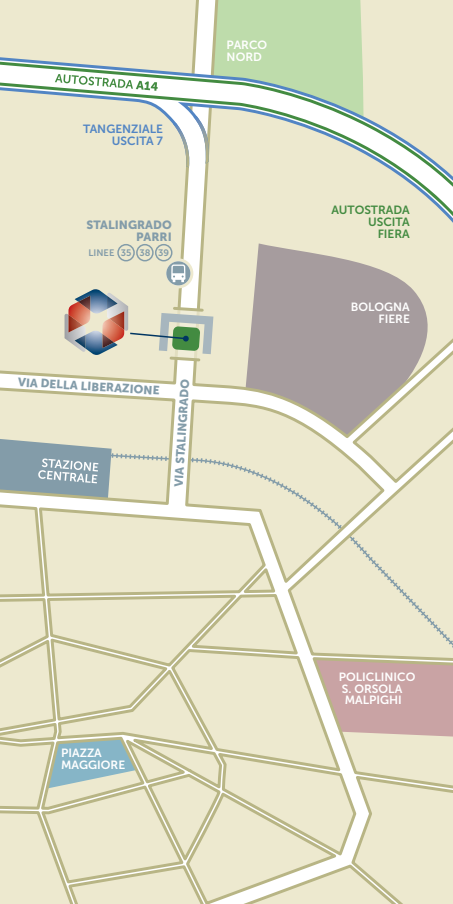 PARCO
NORD
AUTOSTRADA A14
TANGENZIALE
USCITA 7
AUTOSTRADA
USCITA
FIERA
STALINGRADO
PARRI
LINEE 35 38 39
BOLOGNA
FIERE
VIA DELLA LIBERAZIONE
VIA STALINGRADO
STAZIONE
CENTRALE
POLICLINICO
S. ORSOLA
MALPIGHI
PIAZZA
MAGGIORE